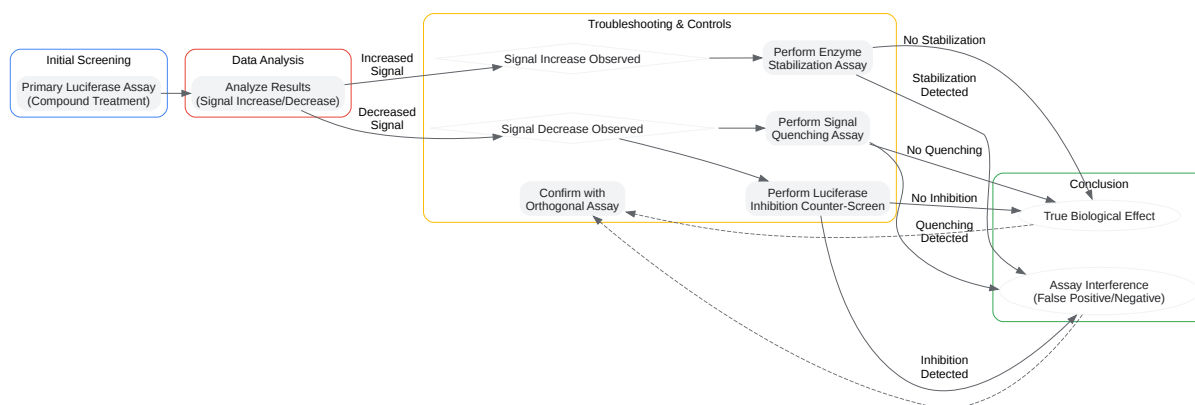 Initial Screening
Primary Luciferase Assay
(Compound Treatment)
Data Analysis
Analyze Results
(Signal Increase/Decrease)
Increased
Signal
Decreased
Signal
Troubleshooting & Controls
Signal Increase Observed
Signal Decrease Observed
Confirm with
Orthogonal Assay
Perform Enzyme
Stabilization Assay
Perform Signal
Quenching Assay
Perform Luciferase
Inhibition Counter-Screen
No Stabilization
Stabilization
Detected
No Quenching
No Inhibition
Quenching
Detected
Inhibition
Detected
Conclusion
True Biological Effect
Assay Interference
(False Positive/Negative)